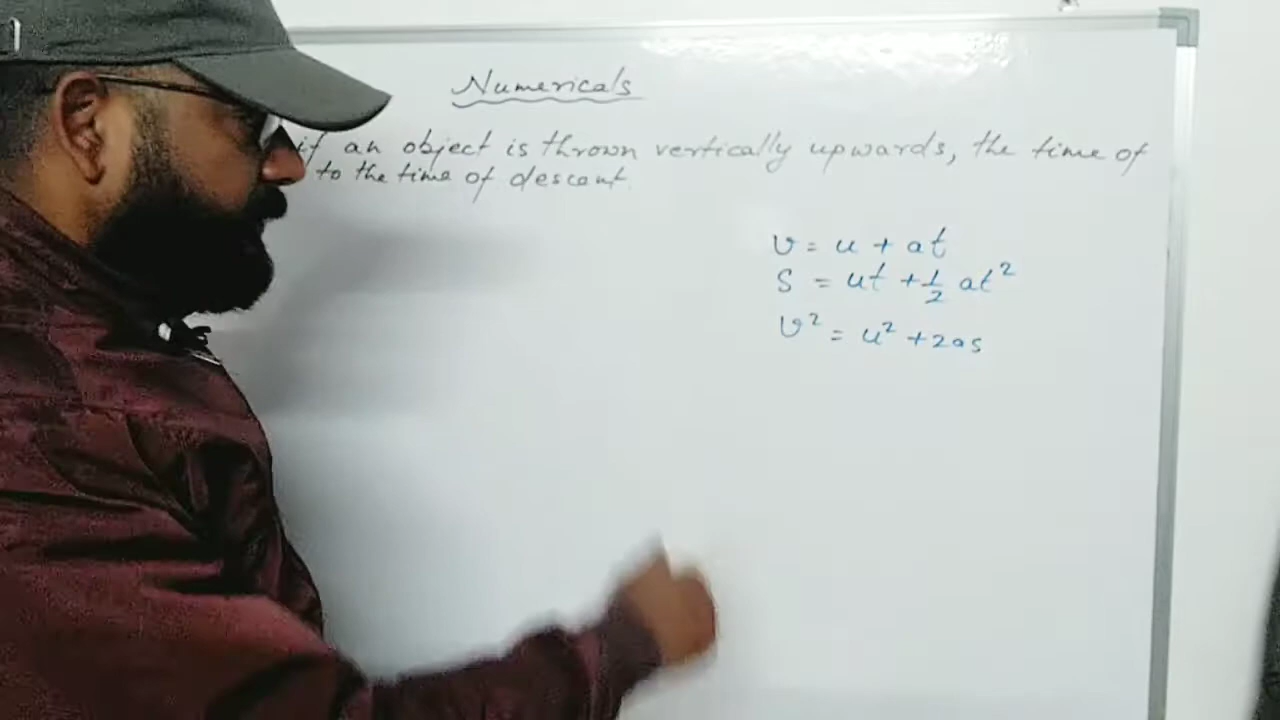 Numericals
if an object is thrown vertically upwards, the time of
to the time of descent.
v = u + at
S = ut + 1/2 at²
v² = u² + 2as